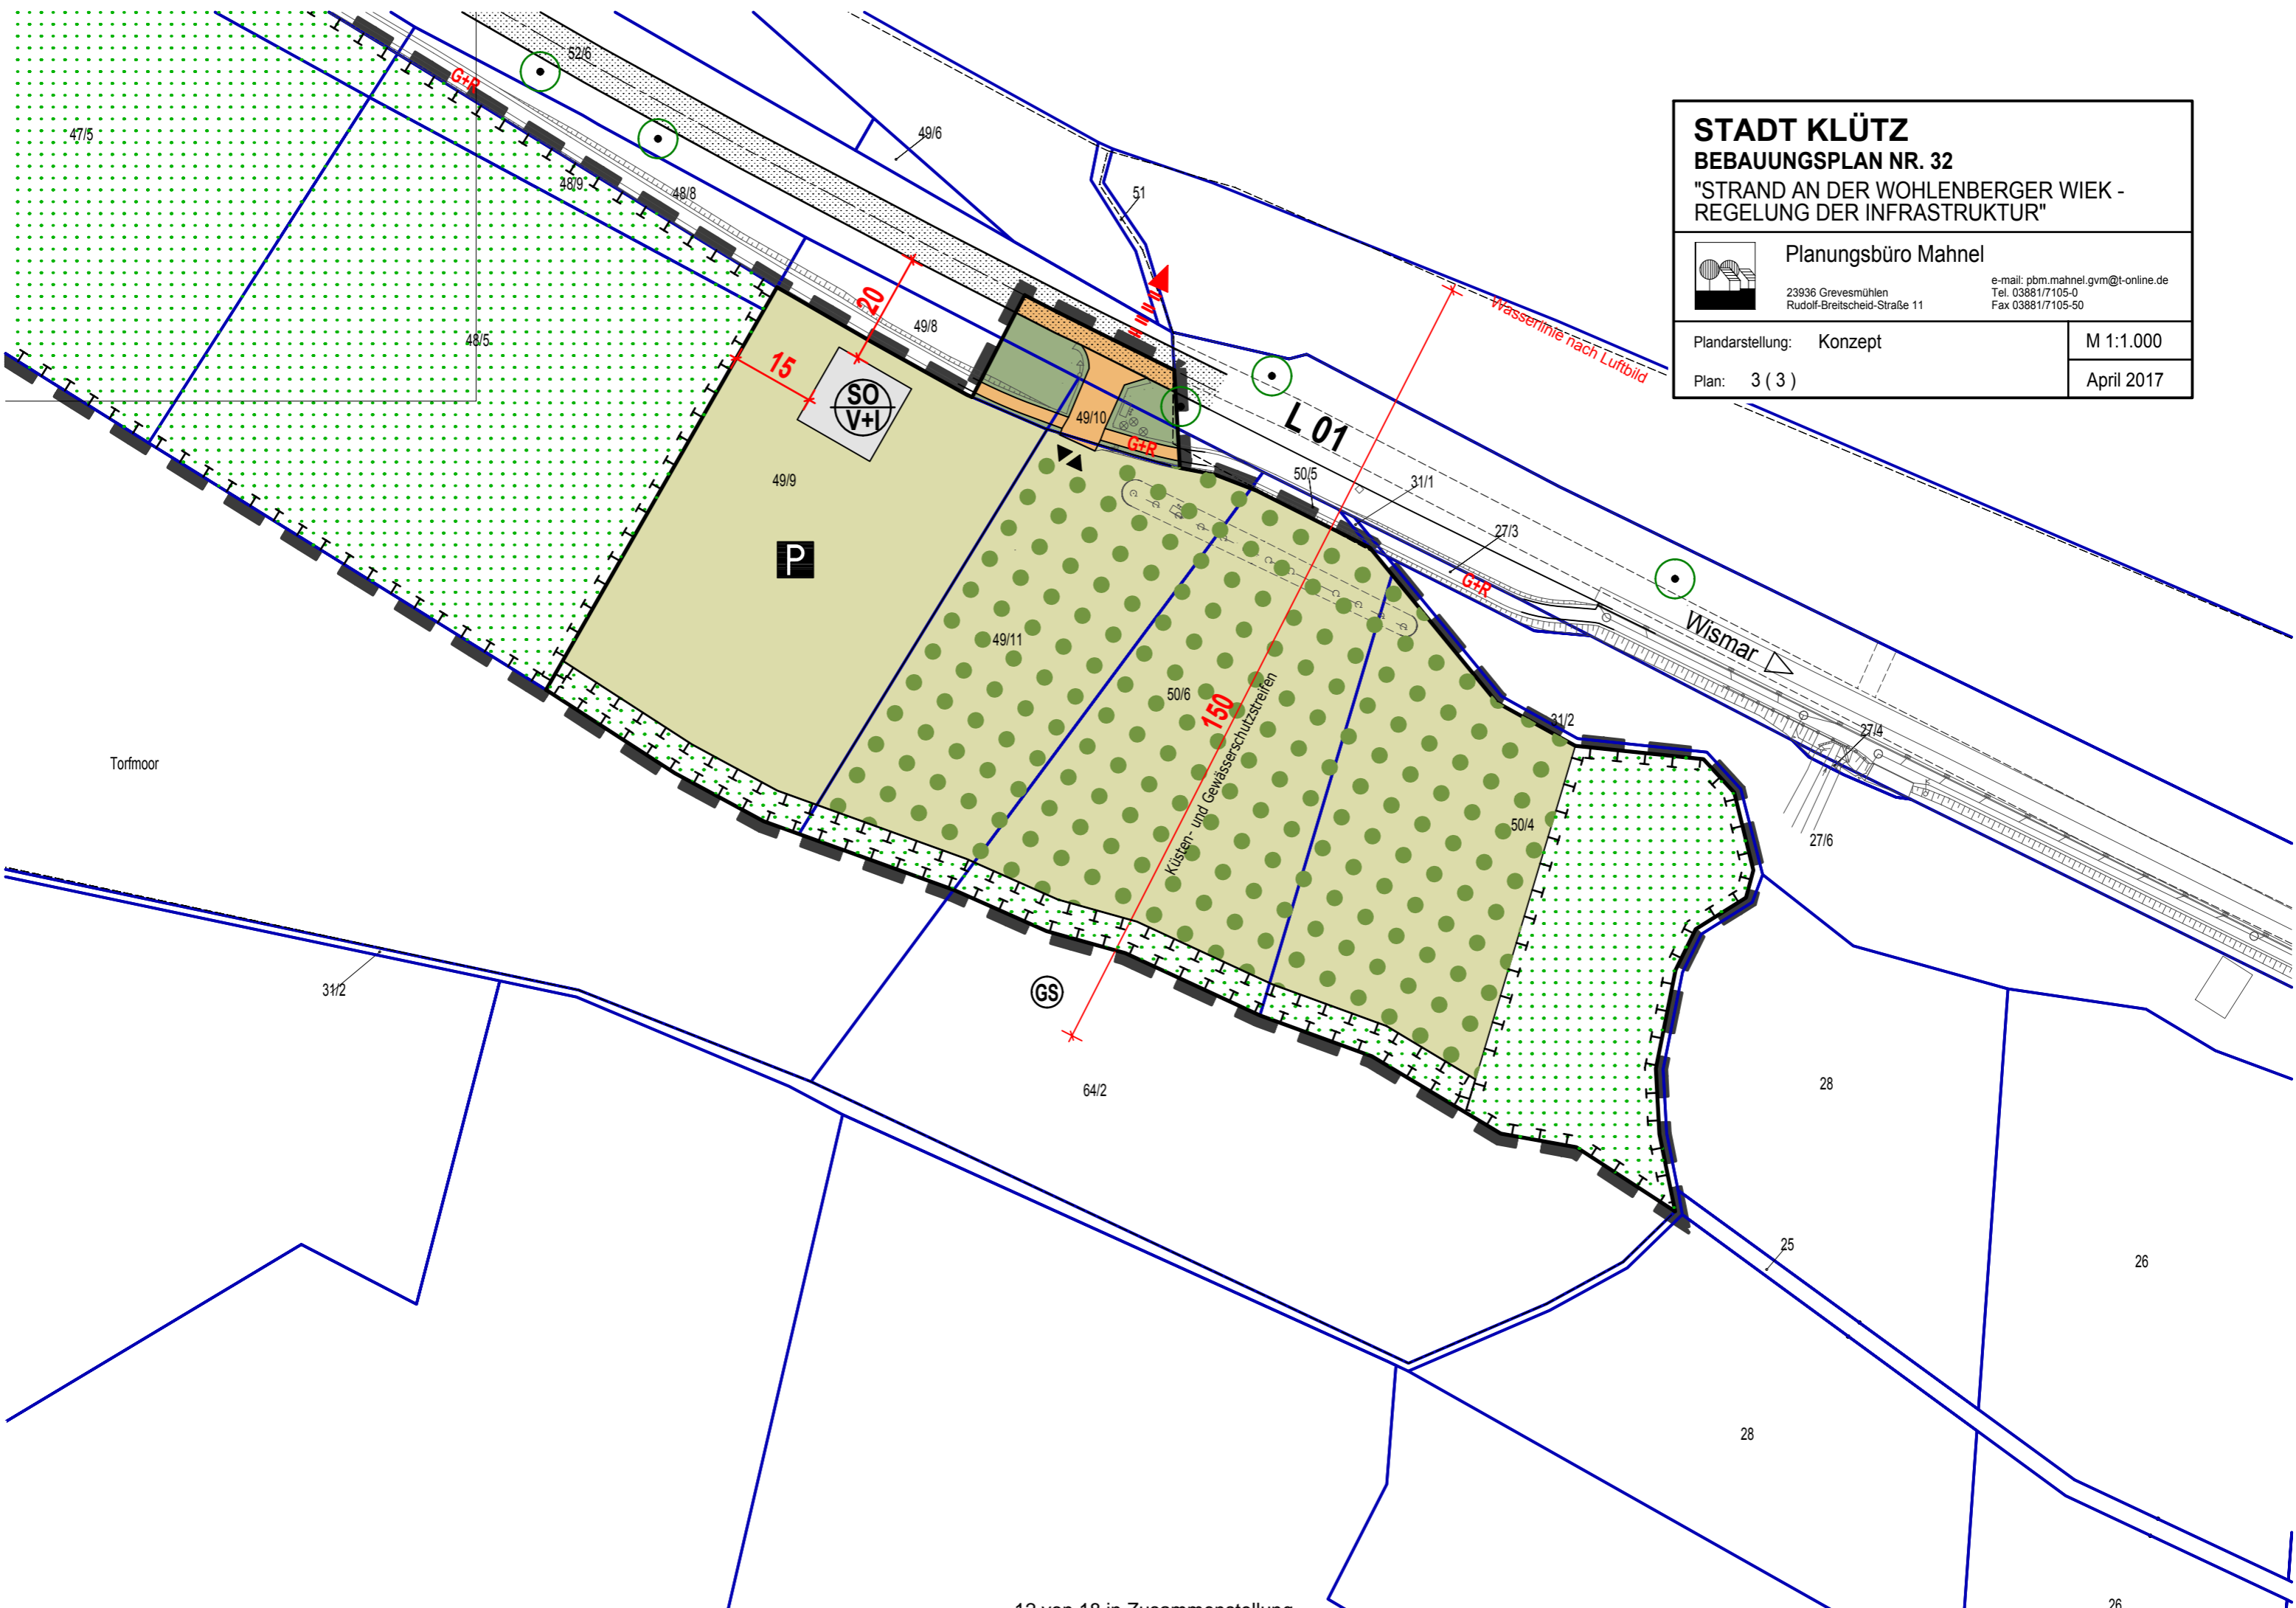 STADT KLÜTZ
BEBAUUNGSPLAN NR. 32
"STRAND AN DER WOHLENBERGER WIEK -
REGELUNG DER INFRASTRUKTUR"
Planungsbüro Mahnel
23936 Grevesmühlen
Rudolf-Breitscheid-Straße 11
e-mail: pbm.mahnel.gvm@t-online.de
Tel. 03881/7105-0
Fax 03881/7105-50
Plandarstellung: Konzept
M 1:1.000
Plan: 3 ( 3 )
April 2017
52/6
G+R
47/5
49/6
48/9
48/8
51
20
49/8
48/5
15
SO
V+I
49/10
G+R
Wasserlinie nach Luftbild
L 01
49/9
50/5
31/1
27/3
P
G+R
49/11
Wismar
50/6
150
Küsten- und Gewässerschutzstreifen
31/2
27/4
Torfmoor
50/4
27/6
31/2
GS
64/2
28
25
26
28
26
12 von 18 in Zusammenstellung